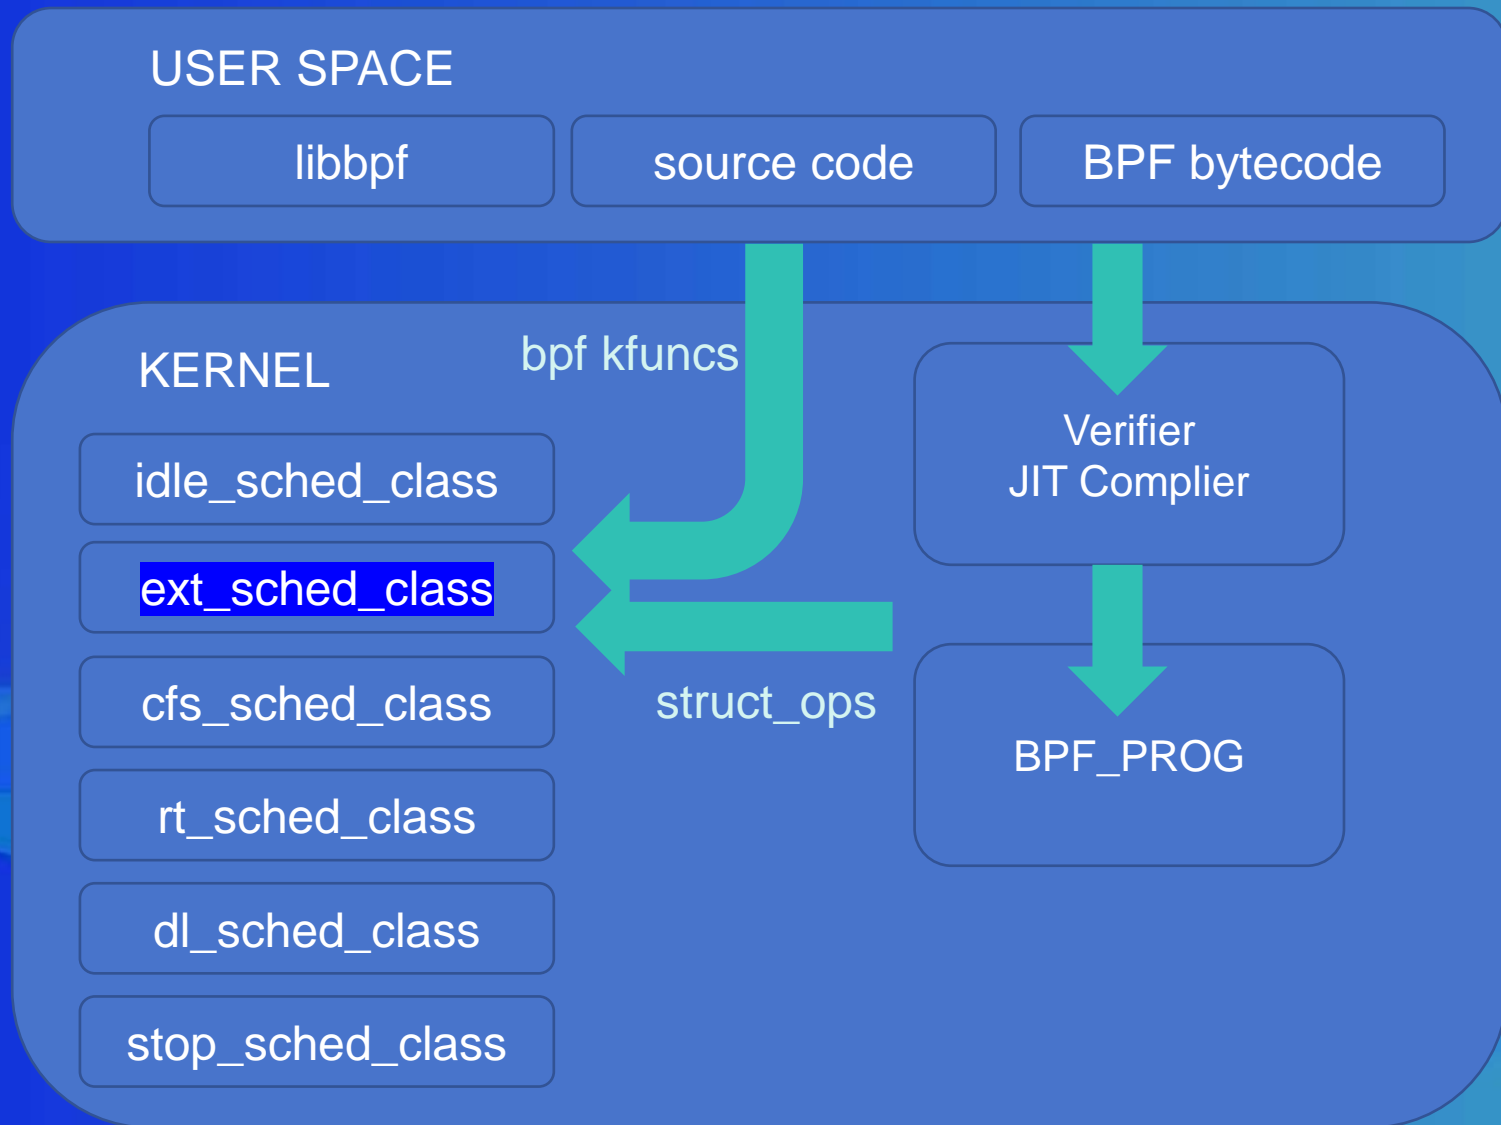 USER SPACE
libbpf
source code
BPF bytecode
KERNEL
bpf kfuncs
idle_sched_class
ext_sched_class
cfs_sched_class
rt_sched_class
dl_sched_class
stop_sched_class
struct_ops
Verifier
JIT Complier
BPF_PROG